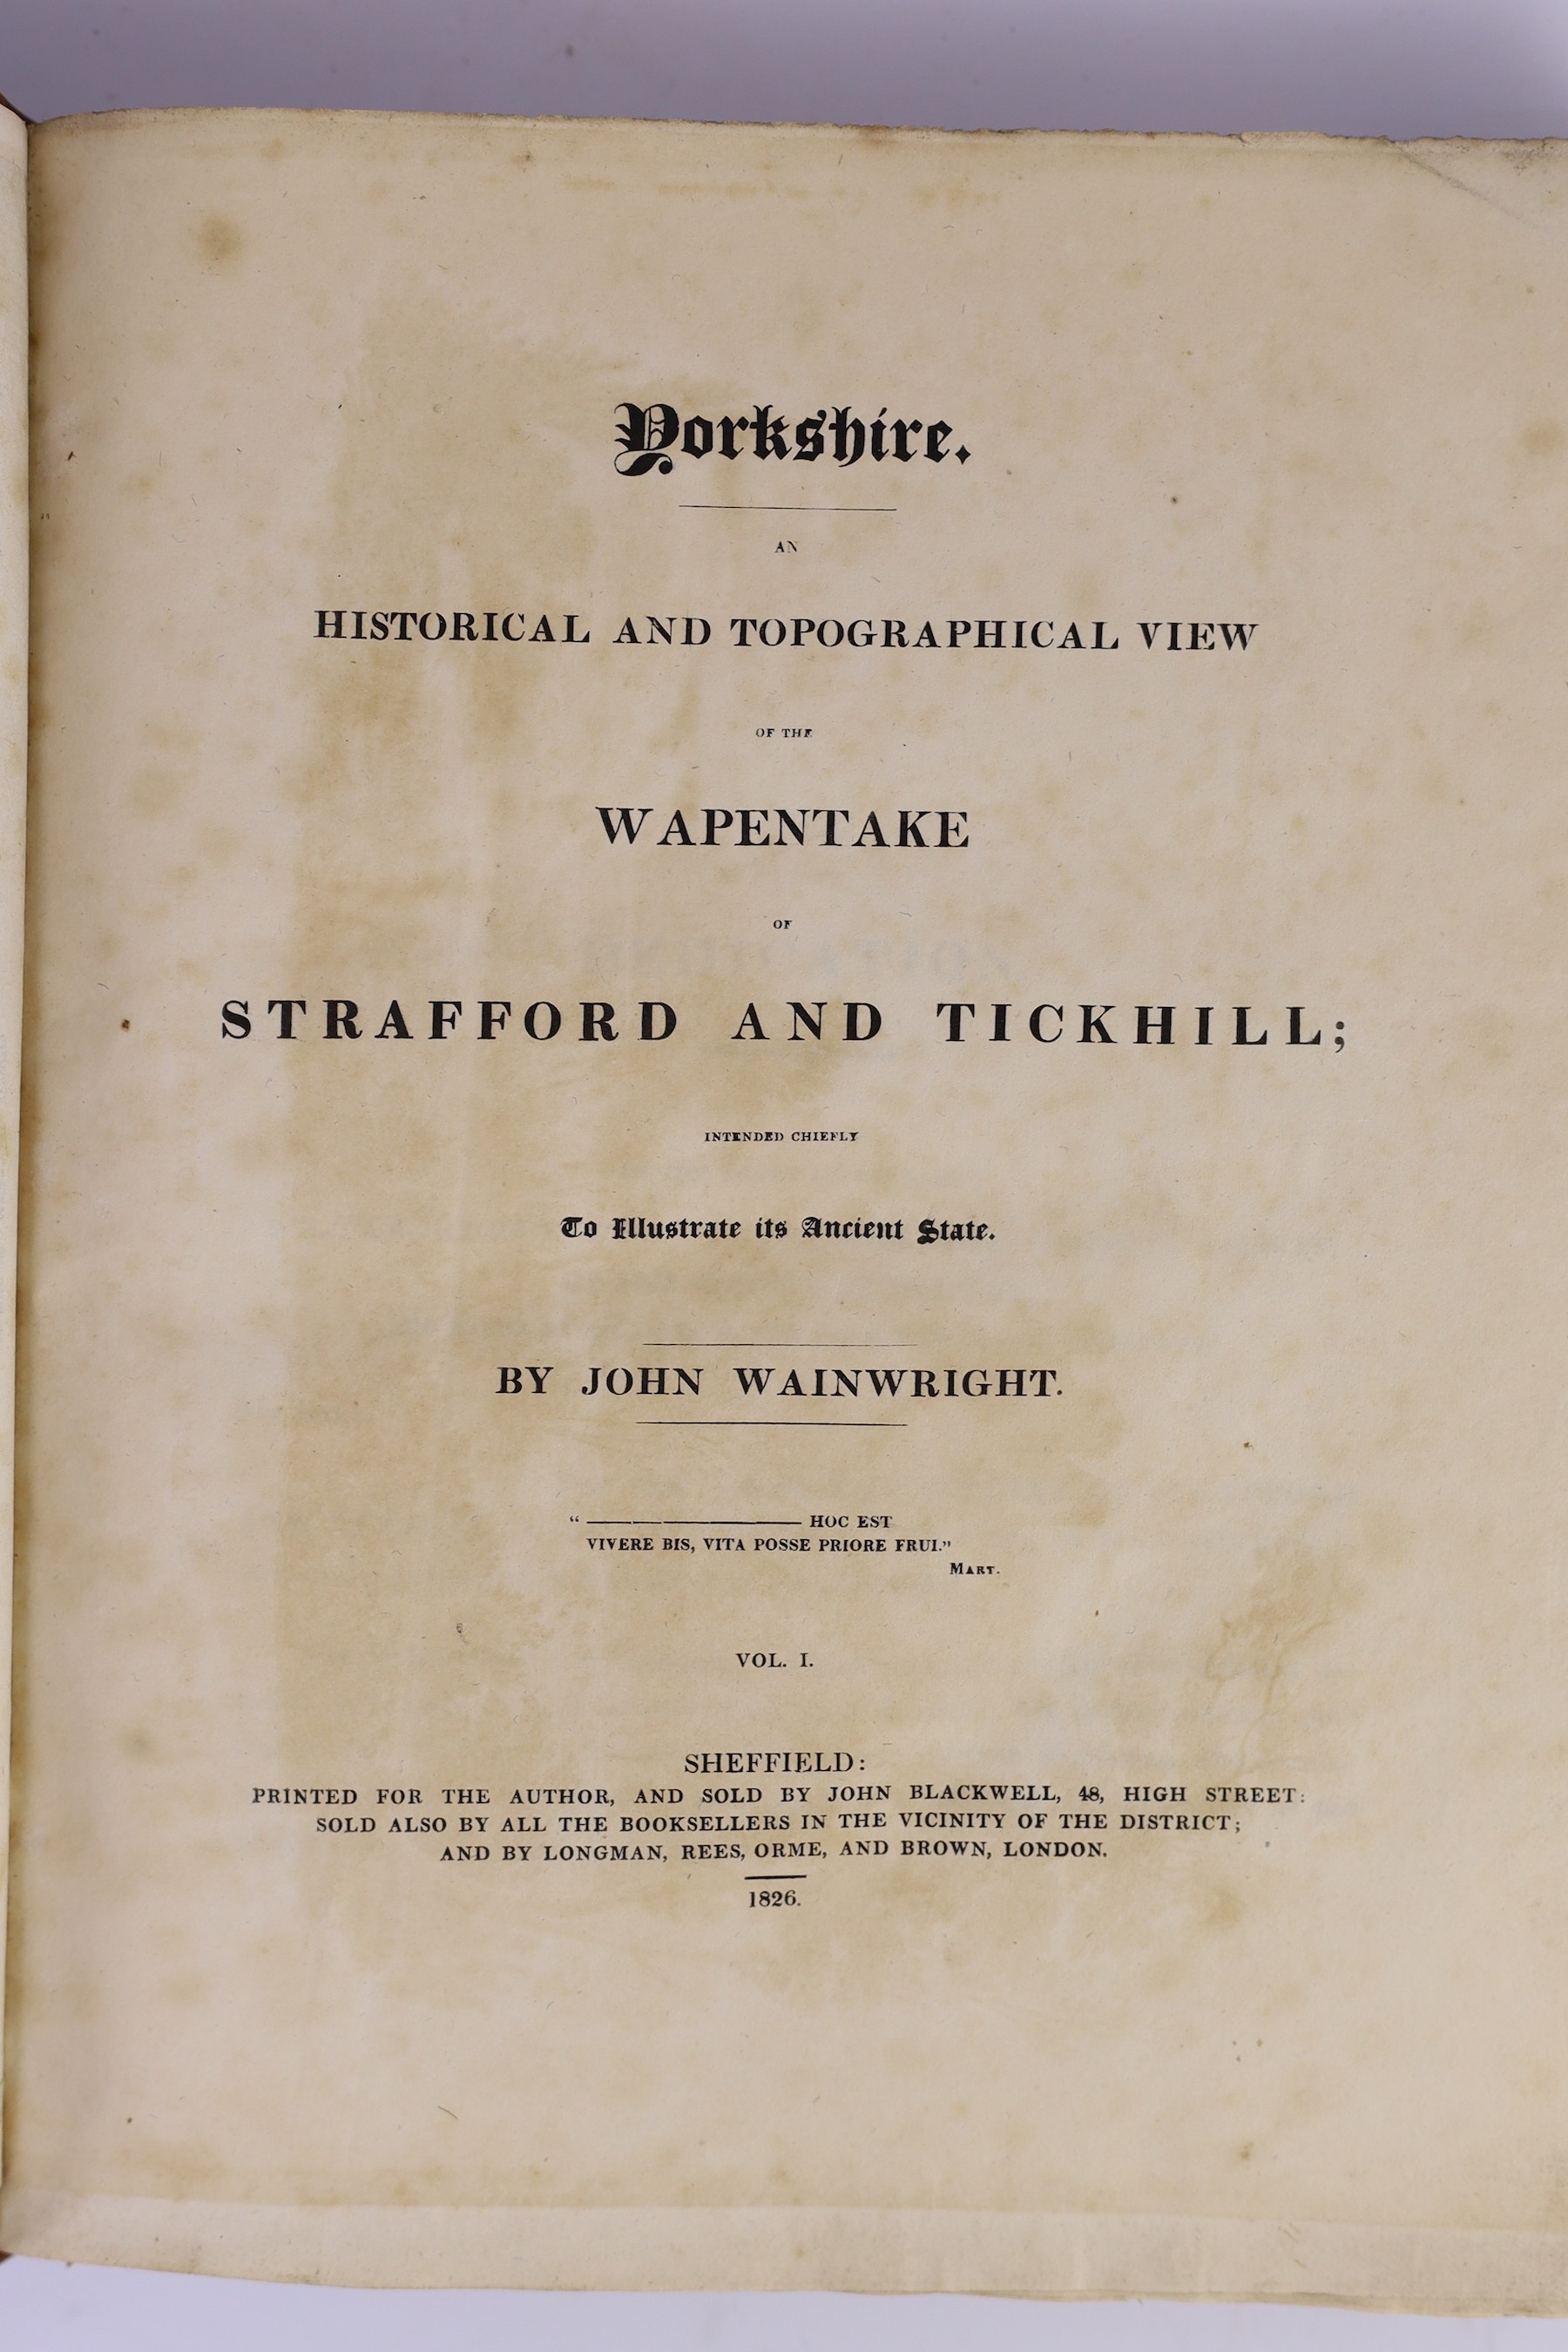 Yorkshire.
AN
HISTORICAL AND TOPOGRAPHICAL VIEW
OF THE
WAPENTAKE
OF
STRAFFORD AND TICKHILL;
INTENDED CHIEFLY
To Illustrate its Ancient State.
BY JOHN WAINWRIGHT.
“ ——————— HOC EST
VIVERE BIS, VITA POSSE PRIORE FRUI.”
MART.
VOL. I.
SHEFFIELD:
PRINTED FOR THE AUTHOR, AND SOLD BY JOHN BLACKWELL, 48, HIGH STREET:
SOLD ALSO BY ALL THE BOOKSELLERS IN THE VICINITY OF THE DISTRICT;
AND BY LONGMAN, REES, ORME, AND BROWN, LONDON.
1826.